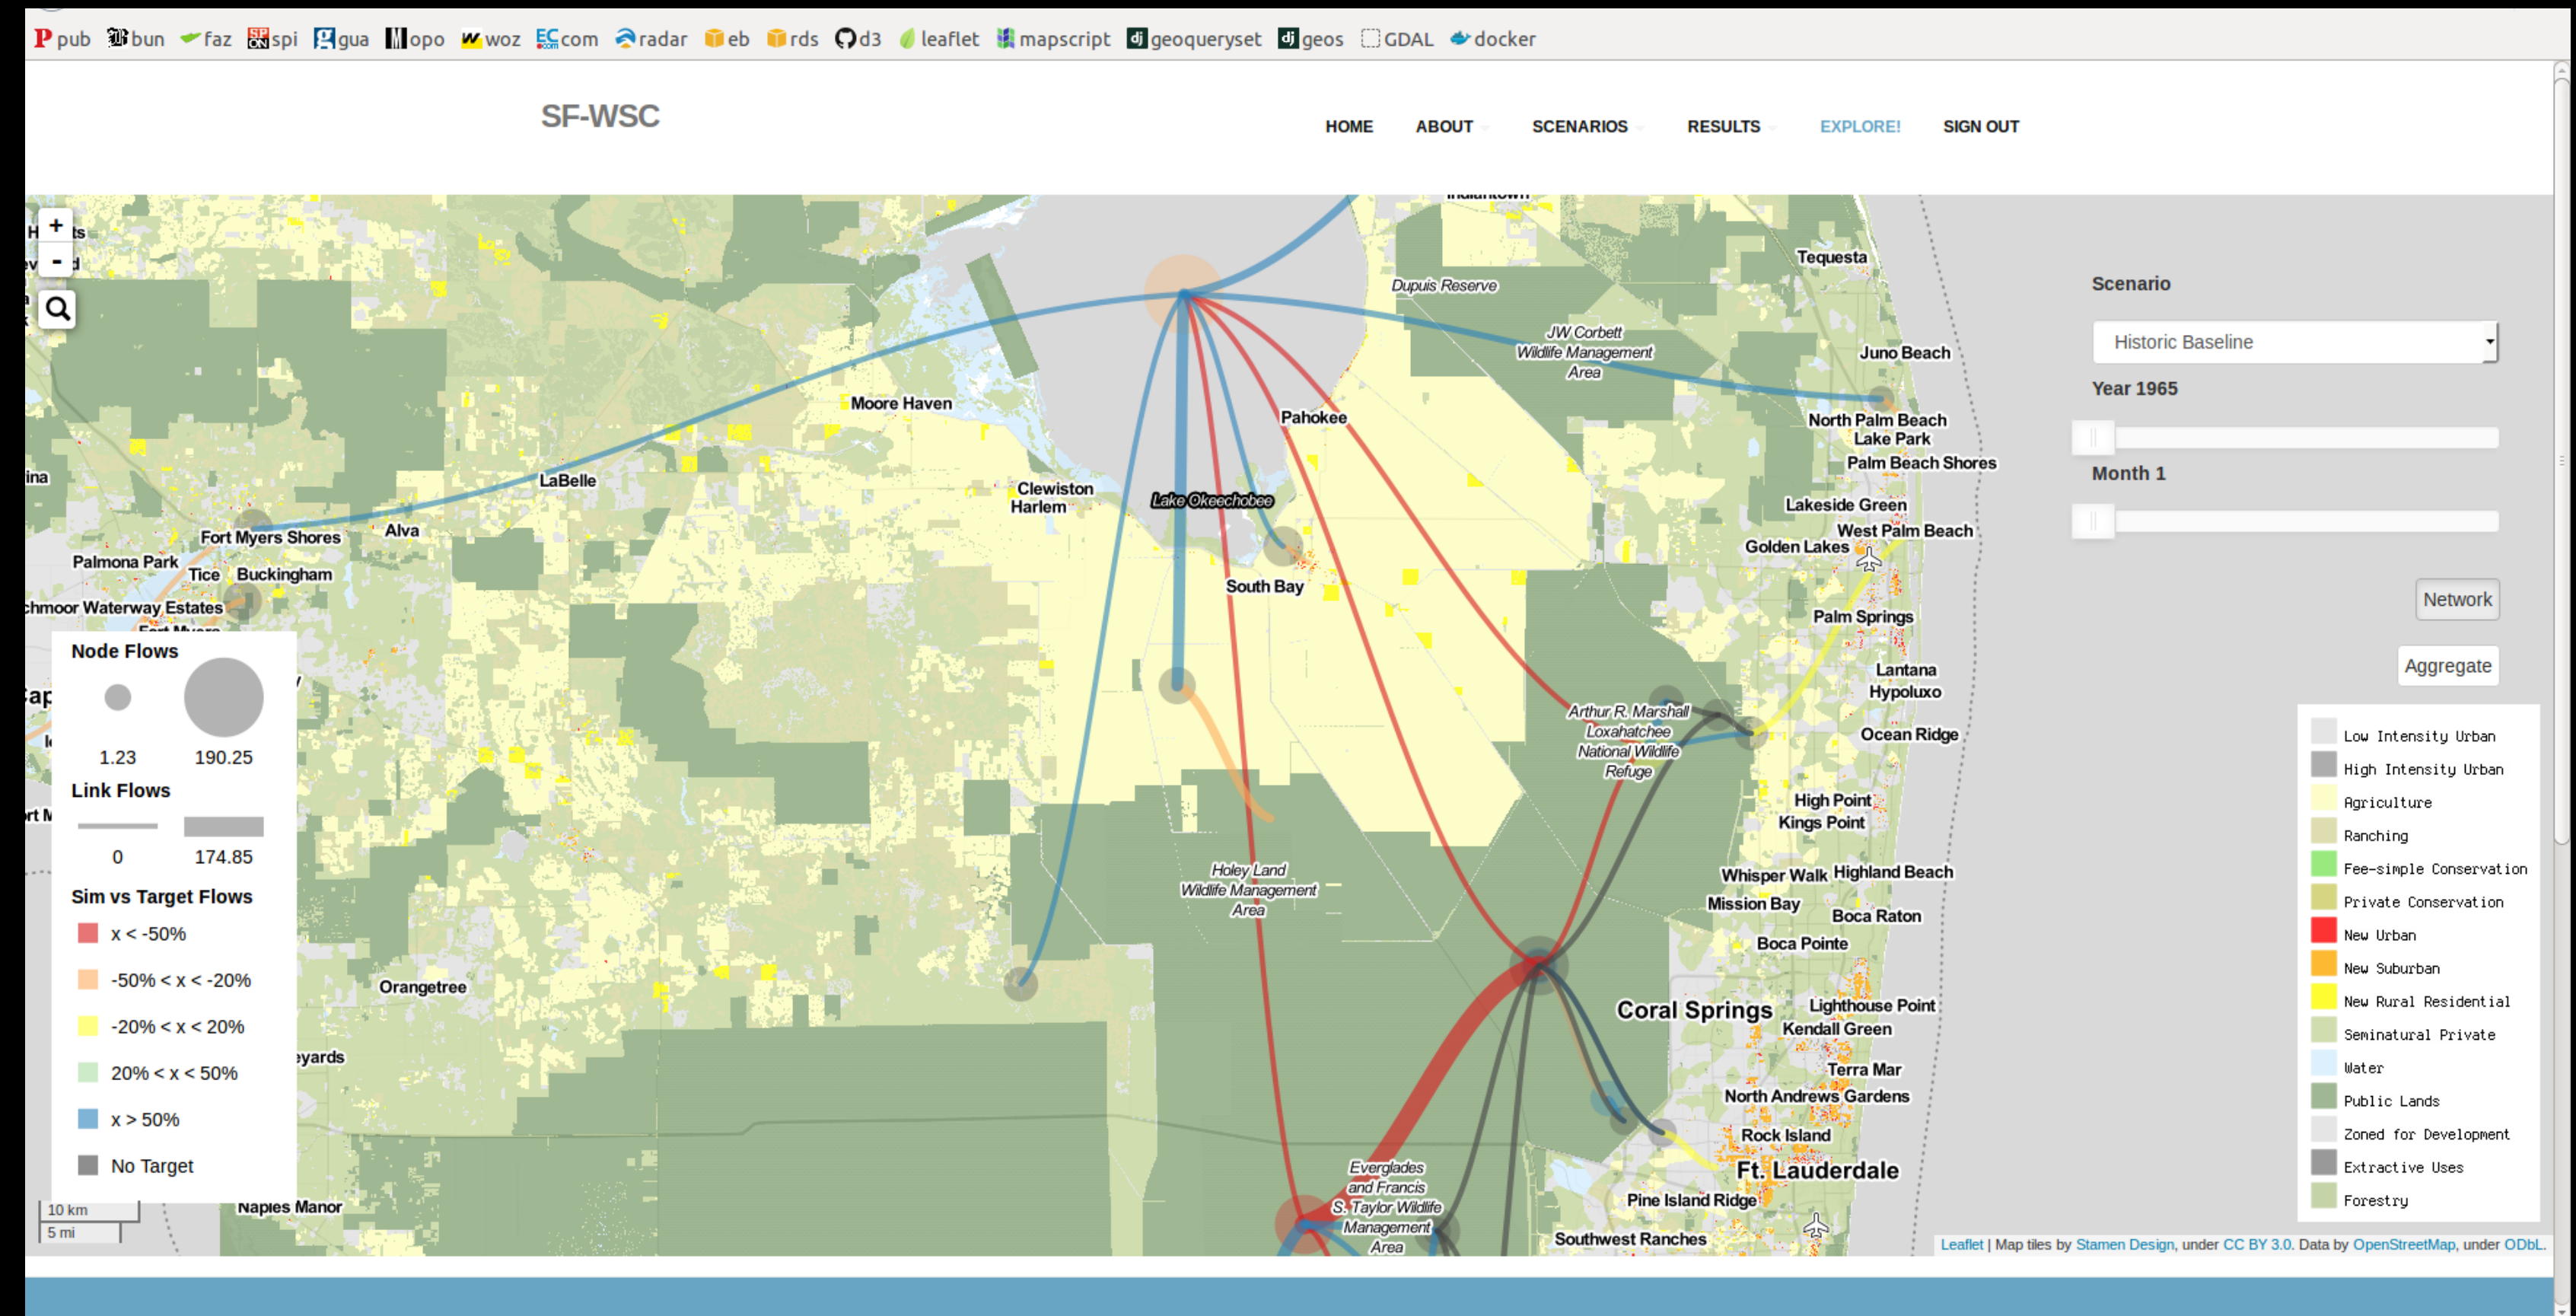 pub bun faz spi gua opo woz com radar eb rds d3 leaflet mapscript geoqueryset geos GDAL docker
SF-WSC
HOME ABOUT SCENARIOS RESULTS EXPLORE! SIGN OUT
+
-
Indiantown
Tequesta
Dupuis Reserve
JW Corbett
Wildlife Management
Area
Juno Beach
Moore Haven
Pahokee
North Palm Beach
Lake Park
Palm Beach Shores
LaBelle
Clewiston
Harlem
Lake Okeechobee
Lakeside Green
West Palm Beach
Golden Lakes
Fort Myers Shores
Alva
Palmona Park
Tice
Buckingham
South Bay
chmoor Waterway Estates
Fort Myers
Palm Springs
Lantana
Hypoluxo
Arthur R. Marshall
Loxahatchee
National Wildlife
Refuge
Ocean Ridge
High Point
Kings Point
Holey Land
Wildlife Management
Area
Whisper Walk
Highland Beach
Mission Bay
Boca Raton
Boca Pointe
Orangetree
Coral Springs
Lighthouse Point
Kendall Green
eyards
Terra Mar
North Andrews Gardens
Rock Island
Ft. Lauderdale
Everglades
and Francis
S. Taylor Wildlife
Management
Area
Pine Island Ridge
Naples Manor
Southwest Ranches
Node Flows
1.23 190.25
Link Flows
0 174.85
Sim vs Target Flows
x < -50%
-50% < x < -20%
-20% < x < 20%
20% < x < 50%
x > 50%
No Target
10 km
5 mi
Scenario
Historic Baseline
Year 1965
Month 1
Network
Aggregate
Low Intensity Urban
High Intensity Urban
Agriculture
Ranching
Fee-simple Conservation
Private Conservation
New Urban
New Suburban
New Rural Residential
Seminatural Private
Water
Public Lands
Zoned for Development
Extractive Uses
Forestry
Leaflet | Map tiles by Stamen Design, under CC BY 3.0. Data by OpenStreetMap, under ODbL.